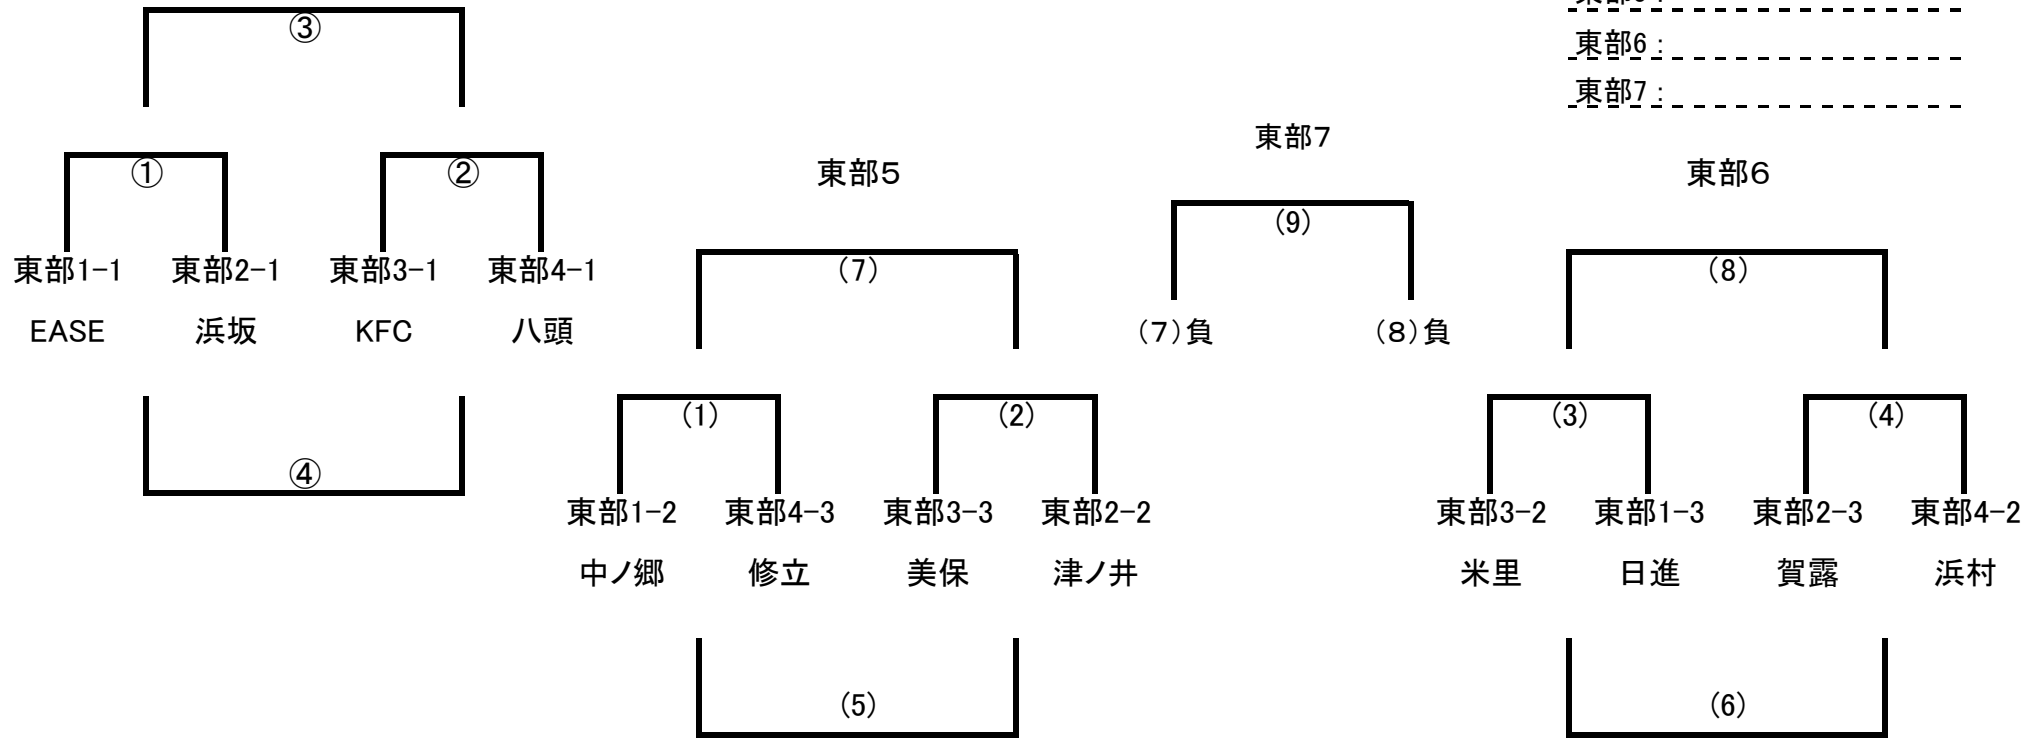 ③
東部6：
東部7：
東部7
①
②
東部5
東部6
(9)
東部1-1 東部2-1 東部3-1 東部4-1
(7)
(8)
EASE 浜坂 KFC 八頭
(7)負 (8)負
(1)
(2)
(3)
(4)
④
東部1-2 東部4-3 東部3-3 東部2-2
東部3-2 東部1-3 東部2-3 東部4-2
中ノ郷 修立 美保 津ノ井
米里 日進 賀露 浜村
(5)
(6)